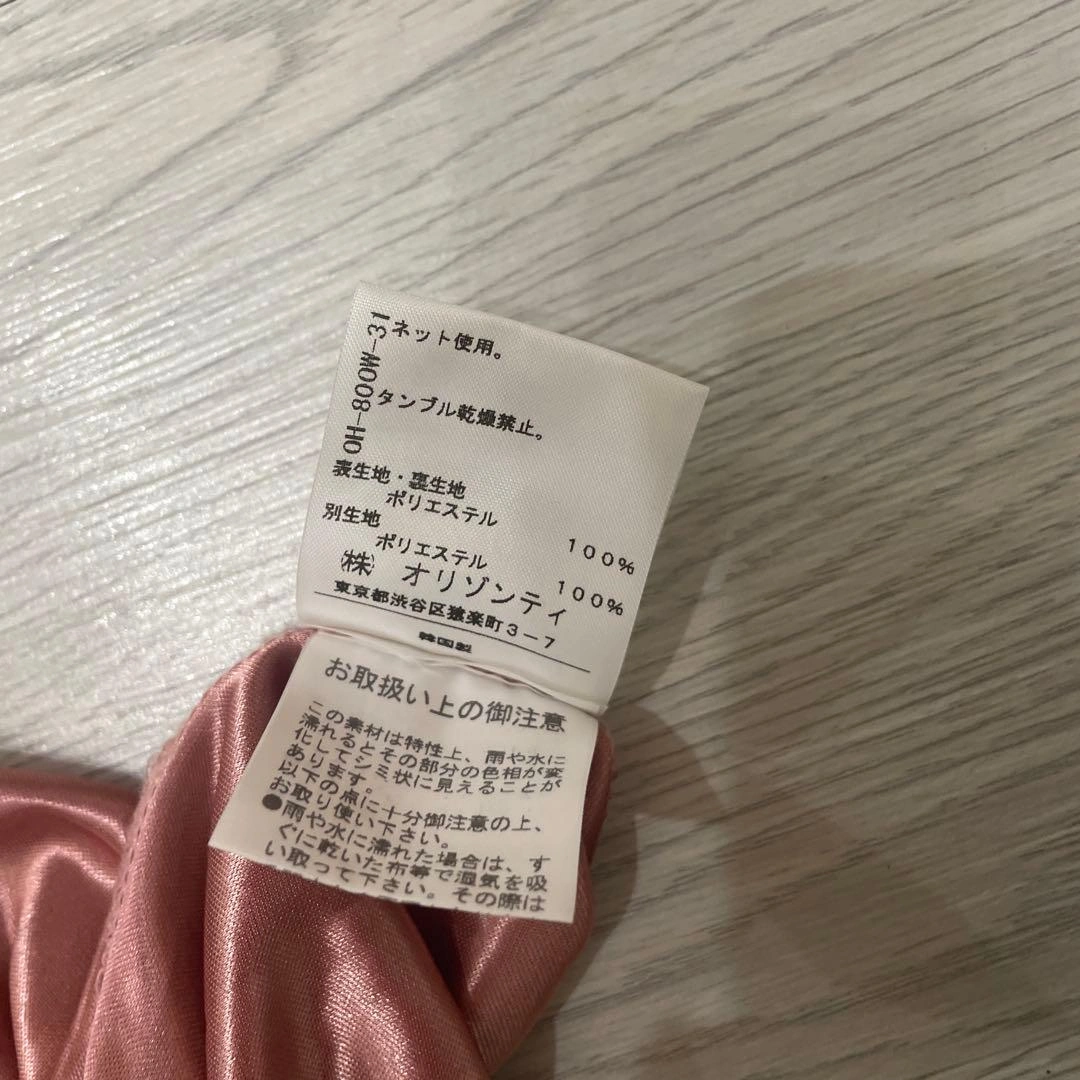 OH-800W-31
ネット使用。
タンブル乾燥禁止。
表生地・裏生地
ポリエステル 100%
別生地
ポリエステル 100%
㈱ オリゾンティ
東京都渋谷区猿楽町3-7
韓国製
お取扱い上の御注意
この素材は特性上、雨や水に
濡れるとその部分の色相が変
化してシミ状に見えることが
あります。
以下の点に十分御注意の上、
お取り使い下さい。
●雨や水に濡れた場合は、す
ぐに乾いた布等で湿気を吸
い取って下さい。その際は